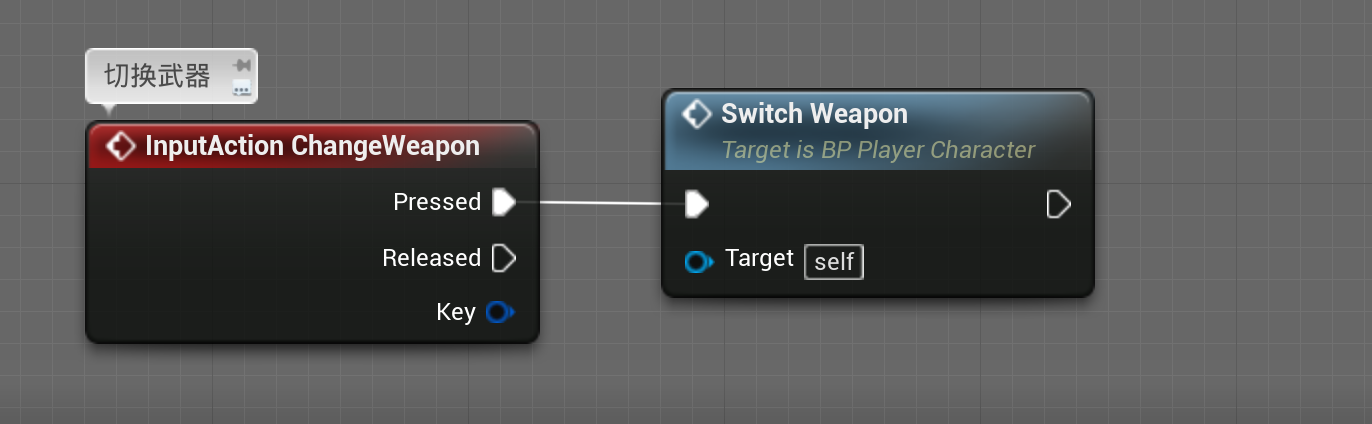 切换武器
InputAction ChangeWeapon
Pressed
Released
Key
Switch Weapon
Target is BP Player Character
Target self